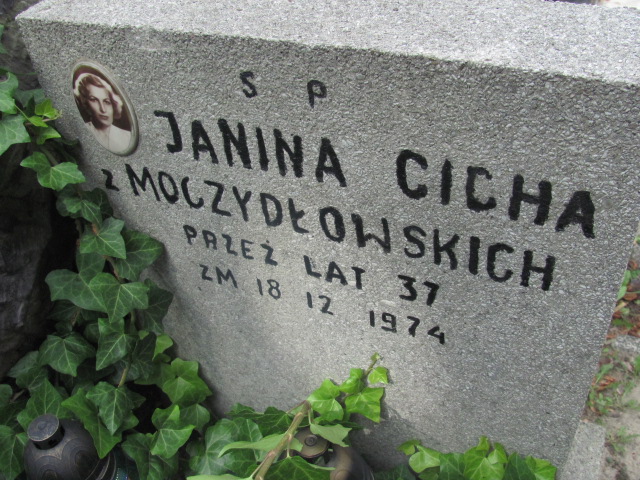 S P
JANINA CICHA
Z MOCZYDŁOWSKICH
PRZEŻ LAT 37
ZM 18 12 1974